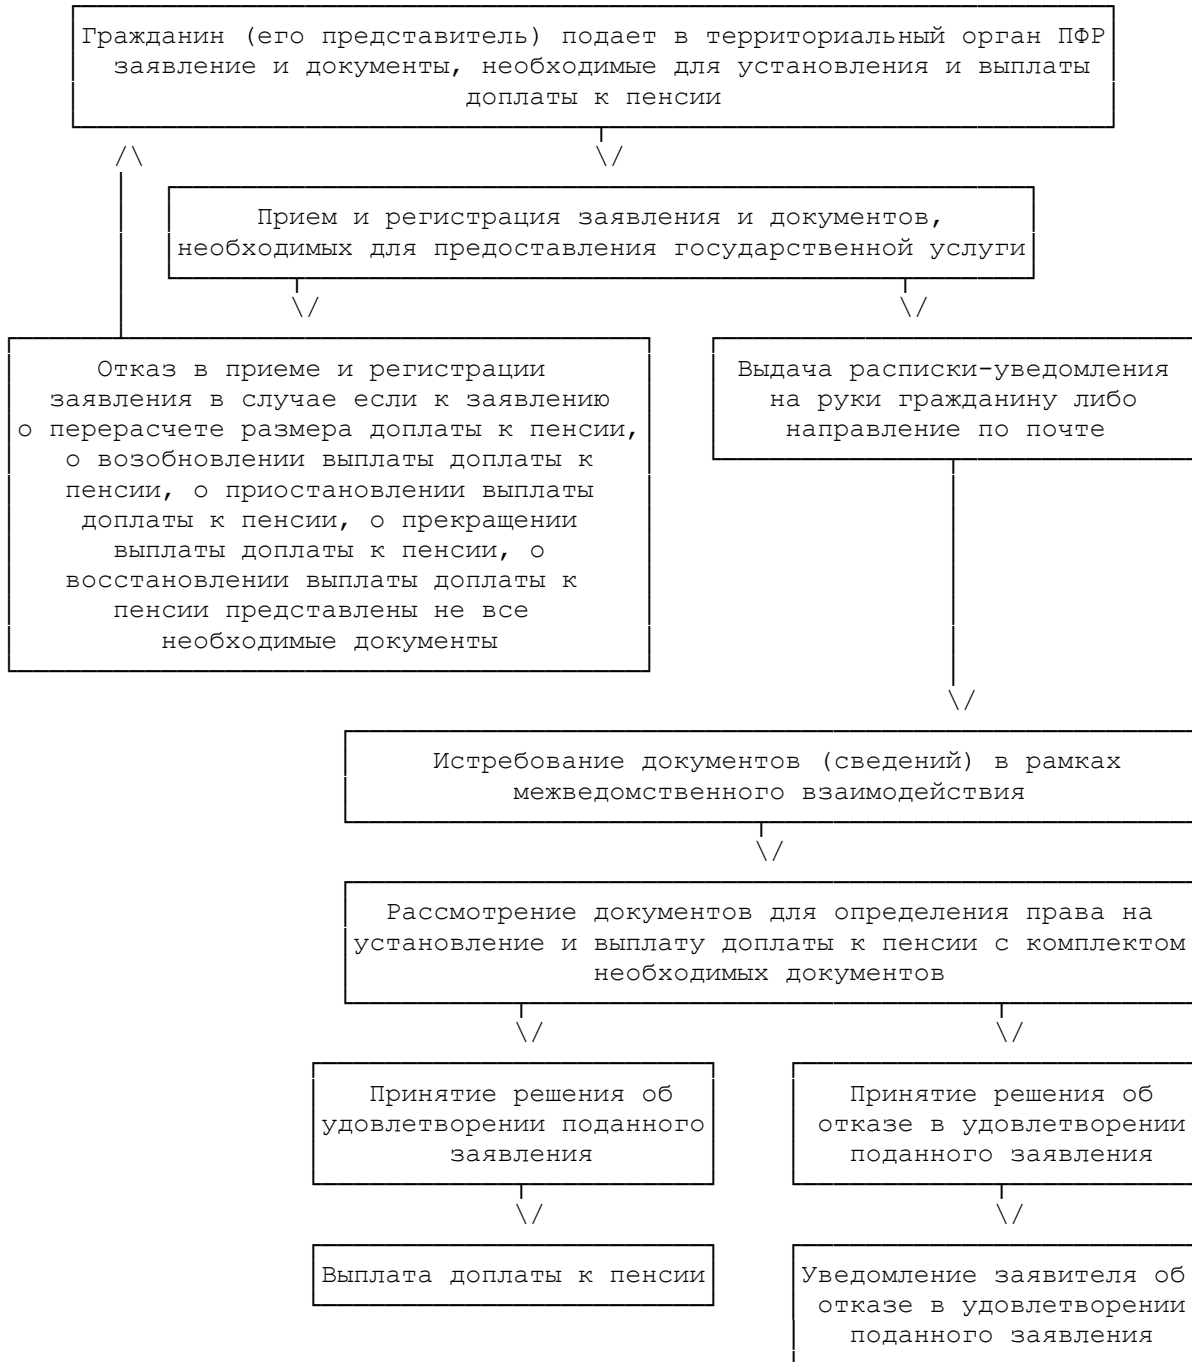 Гражданин (его представитель) подает в территориальный орган ПФР
заявление и документы, необходимые для установления и выплаты
доплаты к пенсии
Прием и регистрация заявления и документов,
необходимых для предоставления государственной услуги
Отказ в приеме и регистрации
заявления в случае если к заявлению
о перерасчете размера доплаты к пенсии,
о возобновлении выплаты доплаты к
пенсии, о приостановлении выплаты
доплаты к пенсии, о прекращении
выплаты доплаты к пенсии, о
восстановлении выплаты доплаты к
пенсии представлены не все
необходимые документы
Выдача расписки-уведомления
на руки гражданину либо
направление по почте
Истребование документов (сведений) в рамках
межведомственного взаимодействия
Рассмотрение документов для определения права на
установление и выплату доплаты к пенсии с комплектом
необходимых документов
Принятие решения об
удовлетворении поданного
заявления
Принятие решения об
отказе в удовлетворении
поданного заявления
Выплата доплаты к пенсии
Уведомление заявителя об
отказе в удовлетворении
поданного заявления